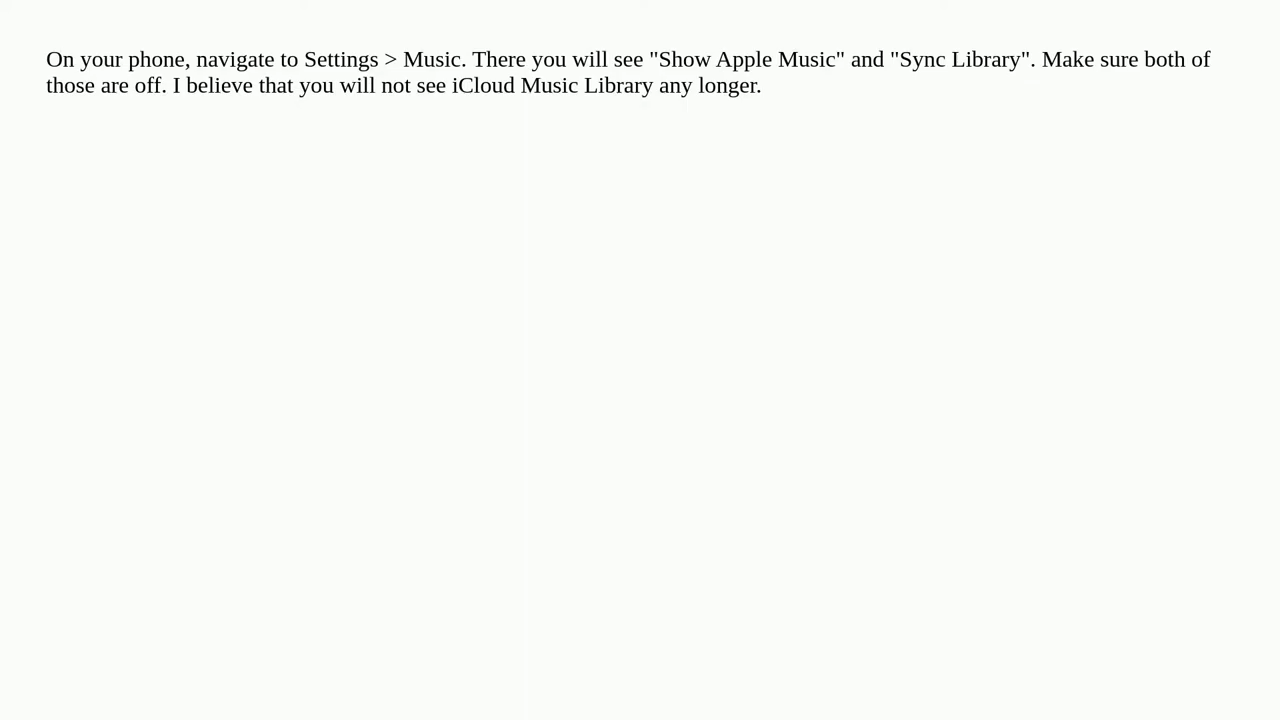 On your phone, navigate to Settings > Music. There you will see "Show Apple Music" and "Sync Library". Make sure both of
those are off. I believe that you will not see iCloud Music Library any longer.